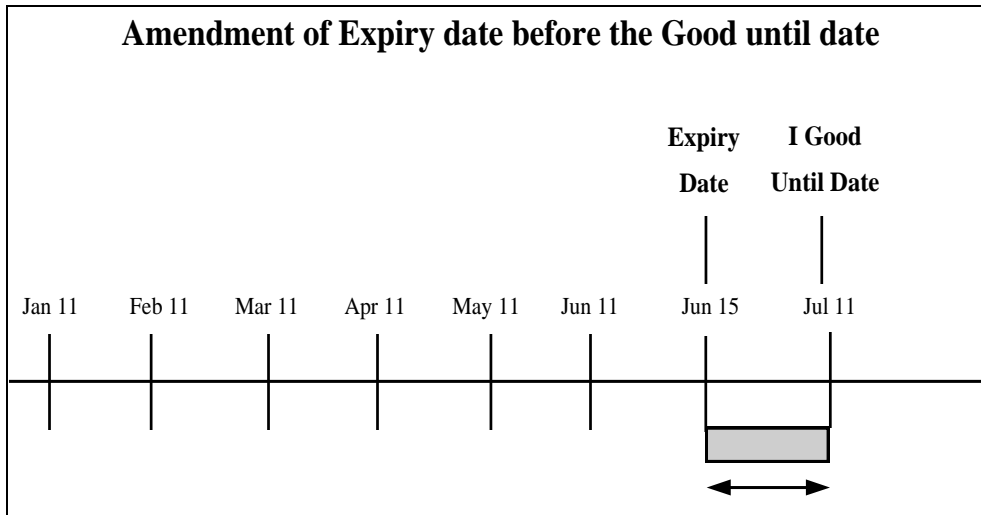 Amendment of Expiry date before the Good until date
Expiry I Good
Date Until Date
Jan 11 Feb 11 Mar 11 Apr 11 May 11 Jun 11 Jun 15 Jul 11